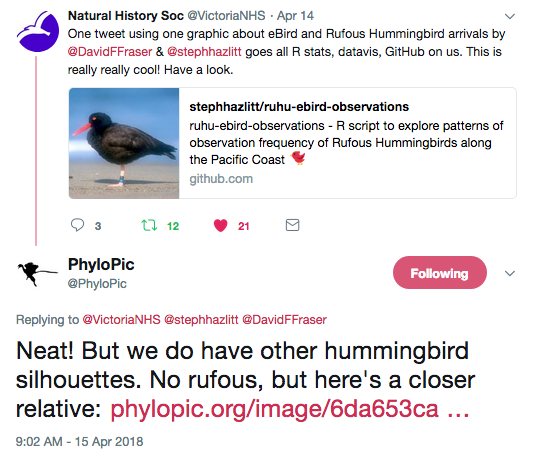 Natural History Soc @VictoriaNHS · Apr 14
One tweet using one graphic about eBird and Rufous Hummingbird arrivals by
@DavidFFraser & @stephhazlitt goes all R stats, datavis, GitHub on us. This is
really really cool! Have a look.
stephhazlitt/ruhu-ebird-observations
ruhu-ebird-observations - R script to explore patterns of
observation frequency of Rufous Hummingbirds along
the Pacific Coast
github.com
3 12 21
PhyloPic
@PhyloPic
Following
Replying to @VictoriaNHS @stephhazlitt @DavidFFraser
Neat! But we do have other hummingbird
silhouettes. No rufous, but here's a closer
relative: phylopic.org/image/6da653ca ...
9:02 AM - 15 Apr 2018